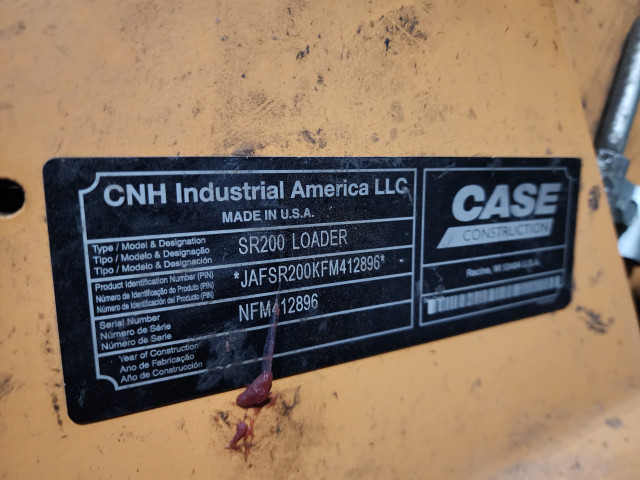 CNH Industrial America LLC
MADE IN U.S.A.
Type / Model & Designation
Tipo / Modelo & Designação
Tipo / Modelo & Designación
SR200 LOADER
Product Identification Number (PIN)
Número de Identificação do Produto (PIN)
Número de Identificación del Producto (PIN)
*JAFSR200KFM412896*
Serial Number
Número de Série
Número de Serie
NFM412896
Year of Construction
Ano de Fabricação
Año de Construcción
CASE
CONSTRUCTION
Racine, WI 53404 U.S.A.